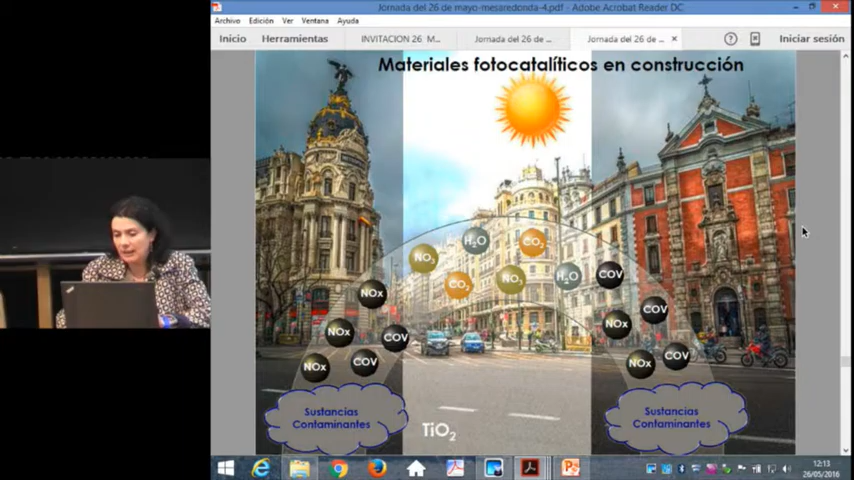 Jornada del 26 de mayo-mesaredonda-4.pdf - Adobe Acrobat Reader DC
Archivo Edición Ver Ventana Ayuda
Inicio Herramientas INVITACION 26 M... Jornada del 26 de ... Jornada del 26 de ... × Iniciar sesión
Materiales fotocatalíticos en construcción
H₂O CO₂
NO₃
CO₂ NO₃ H₂O COV
NOx
COV
NOx COV NOx
NOx COV NOx COV
Sustancias Sustancias
Contaminantes Contaminantes
TiO₂
12:13
26/05/2016